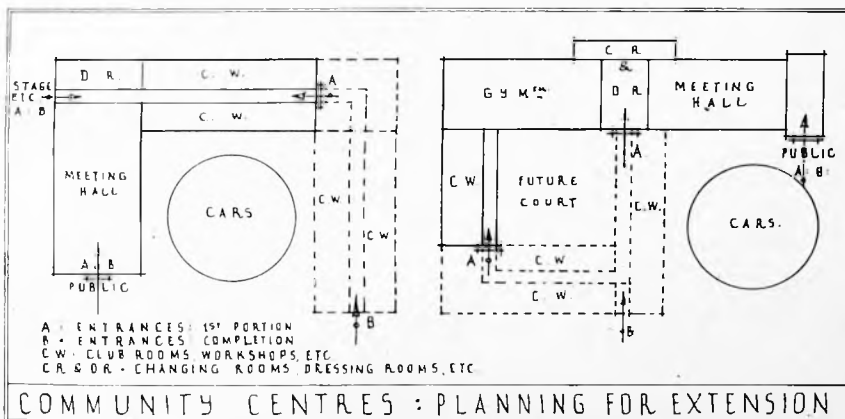 D R.
C. W.
STAGE
ETC
A: B
A
C. W.
MEETING
HALL
CARS
C W
C W
A B
PUBLIC
B
C R.
&
D R
GYMSM
MEETING
HALL
A
PUBLIC
A: B:
C W
FUTURE
COURT
C.W.
CARS.
A
C. W
C. W.
B
A : ENTRANCES: 1ST PORTION
B • ENTRANCES COMPLETION
C W • CLUB ROOMS, WORKSHOPS, ETC
C R & D R • CHANGING ROOMS, DRESSING ROOMS, ETC
COMMUNITY CENTRES : PLANNING FOR EXTENSION